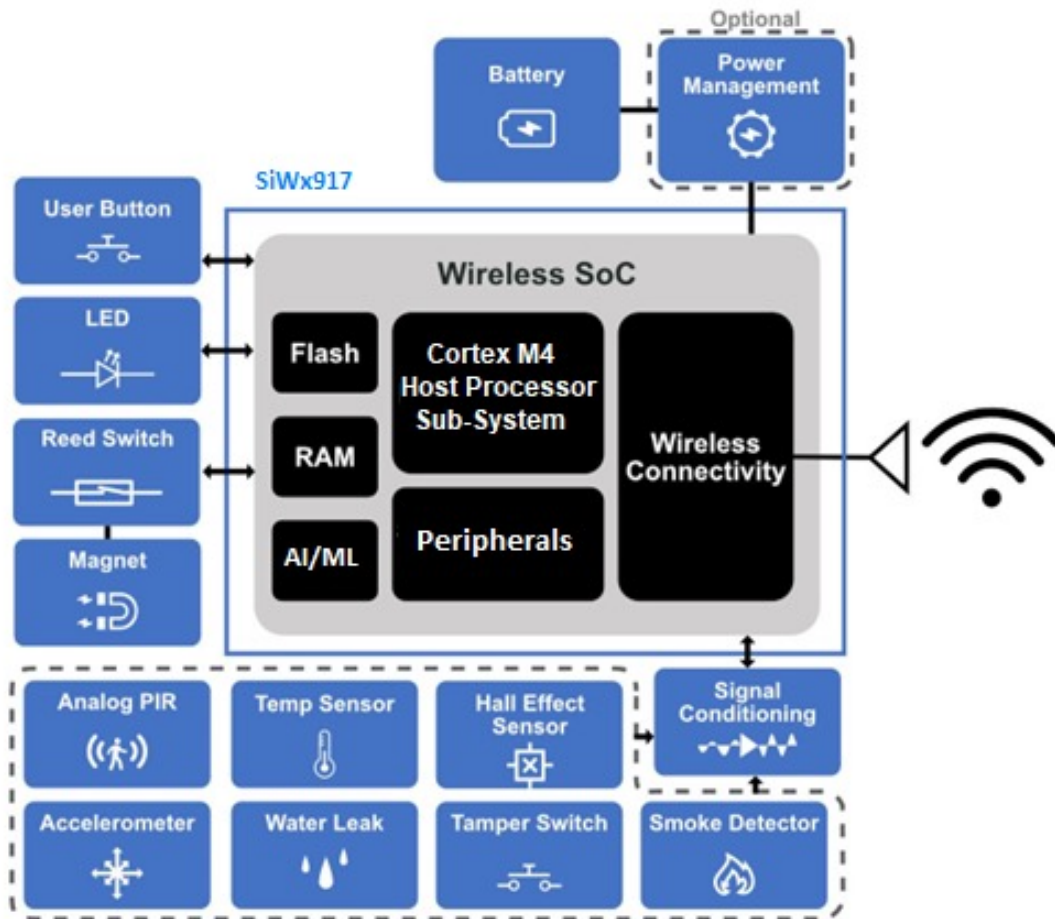 Optional
Battery
Power
Management
SiWx917
User Button
LED
Reed Switch
Magnet
Wireless SoC
Flash
RAM
AI/ML
Cortex M4
Host Processor
Sub-System
Peripherals
Wireless
Connectivity
Analog PIR
Temp Sensor
Hall Effect
Sensor
Signal
Conditioning
Accelerometer
Water Leak
Tamper Switch
Smoke Detector